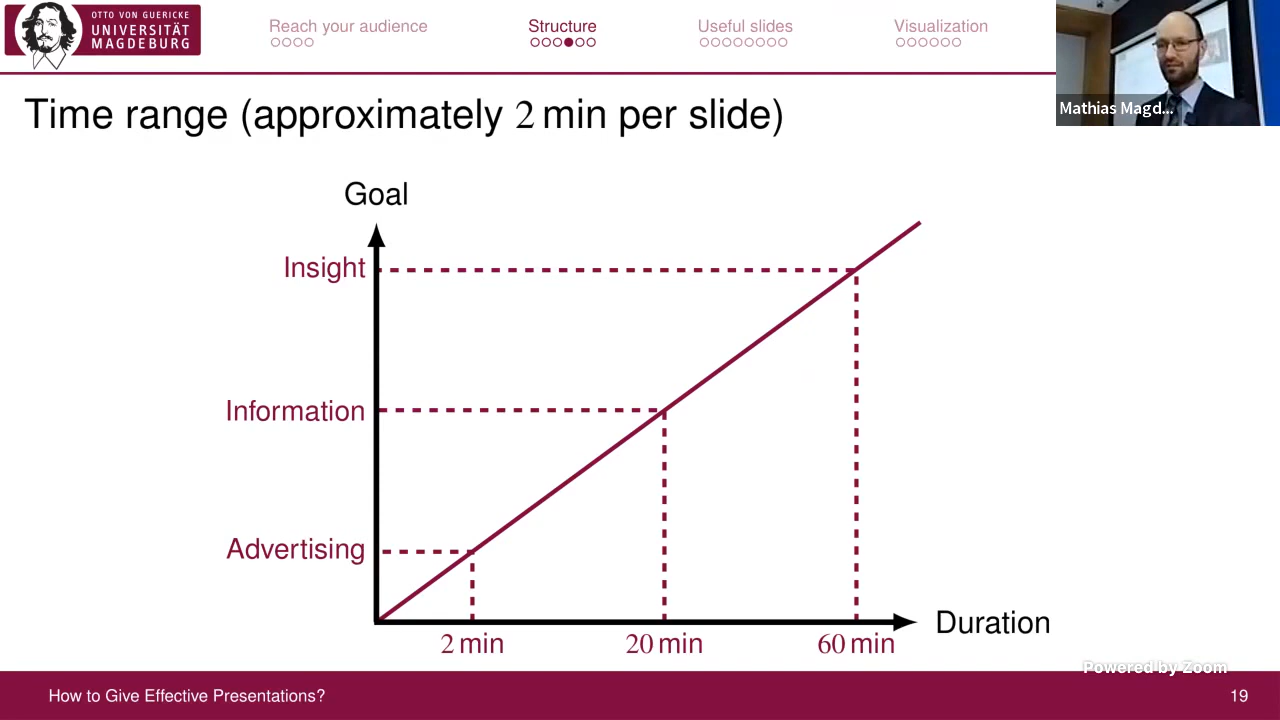 OTTO VON GUERICKE
UNIVERSITÄT
MAGDEBURG
Reach your audience
Structure
Useful slides
Visualization
Mathias Magd...
Time range (approximately 2 min per slide)
Goal
Insight
Information
Advertising
2 min
20 min
60 min
Duration
Powered by Zoom
How to Give Effective Presentations?
19